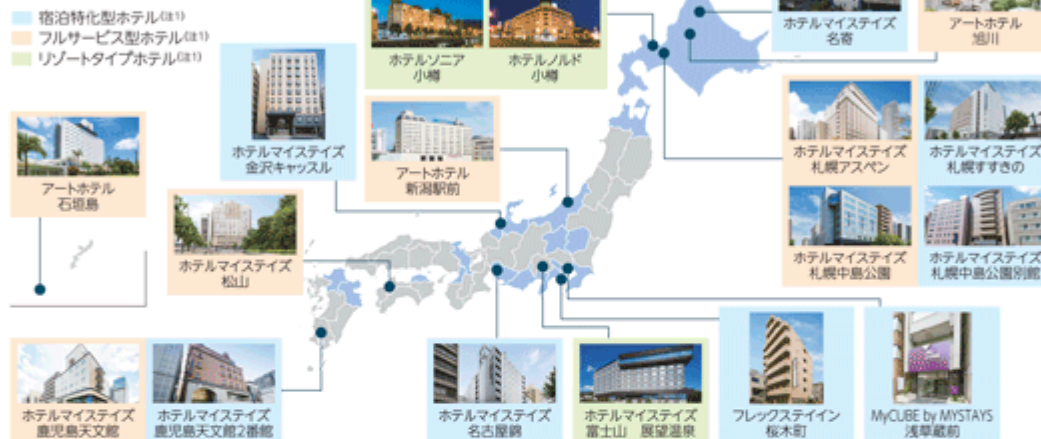 宿泊特化型ホテル(注1)
フルサービス型ホテル(注1)
リゾートタイプホテル(注1)
ホテルソニア
小樽
ホテルノルド
小樽
ホテルマイステイズ
名寄
アートホテル
旭川
ホテルマイステイズ
金沢キャッスル
アートホテル
新潟駅前
ホテルマイステイズ
札幌アスペン
ホテルマイステイズ
札幌すすきの
アートホテル
石垣島
ホテルマイステイズ
松山
ホテルマイステイズ
札幌中島公園
ホテルマイステイズ
札幌中島公園別館
ホテルマイステイズ
鹿児島天文館
ホテルマイステイズ
鹿児島天文館2番館
ホテルマイステイズ
名古屋錦
ホテルマイステイズ
富士山 展望温泉
フレックステイイン
桜木町
MyCUBE by MYSTAYS
浅草蔵前